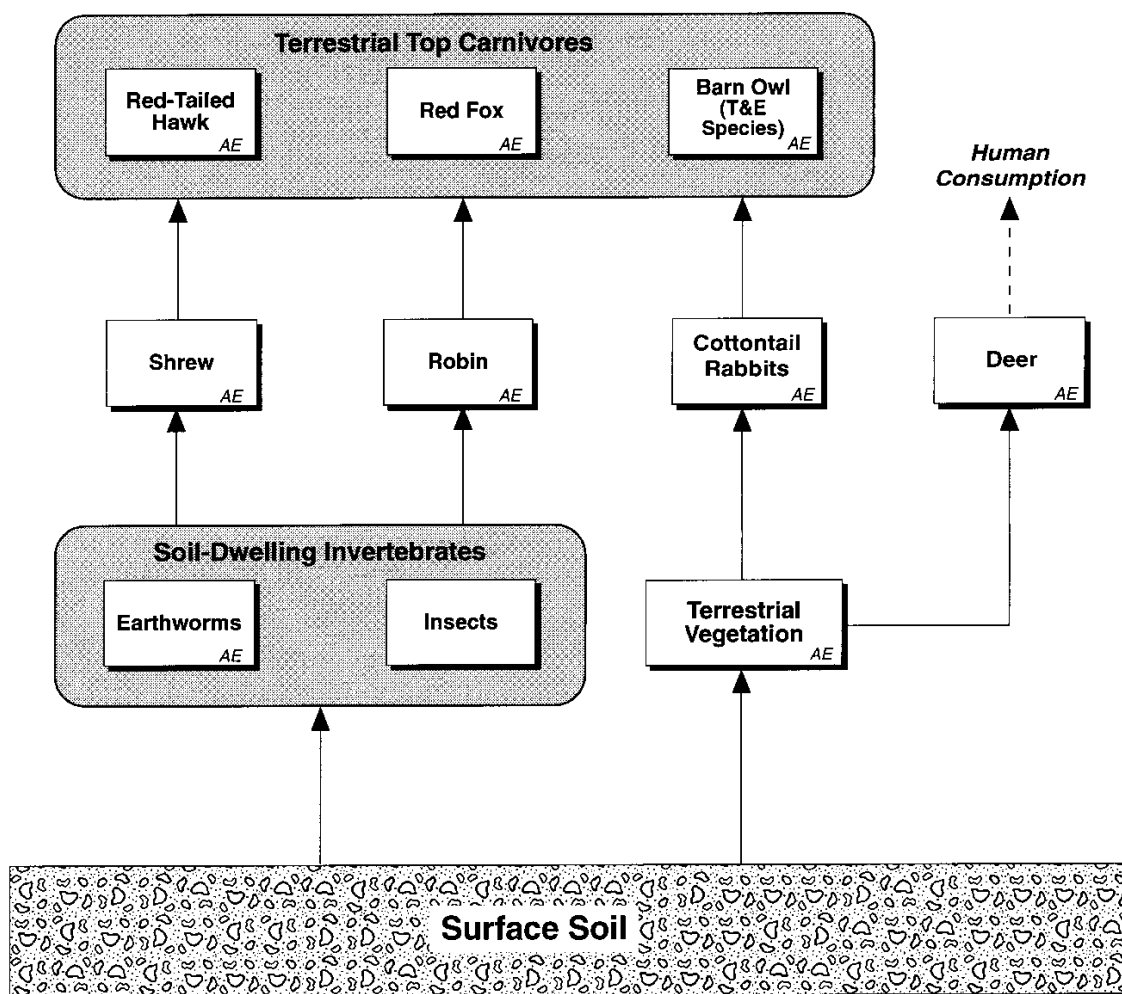 Terrestrial Top Carnivores
Red-Tailed
Hawk
AE
Red Fox
AE
Barn Owl
(T&E
Species)
AE
Human
Consumption
Shrew
AE
Robin
AE
Cottontail
Rabbits
AE
Deer
AE
Soil-Dwelling Invertebrates
Earthworms
AE
Insects
Terrestrial
Vegetation
AE
Surface Soil